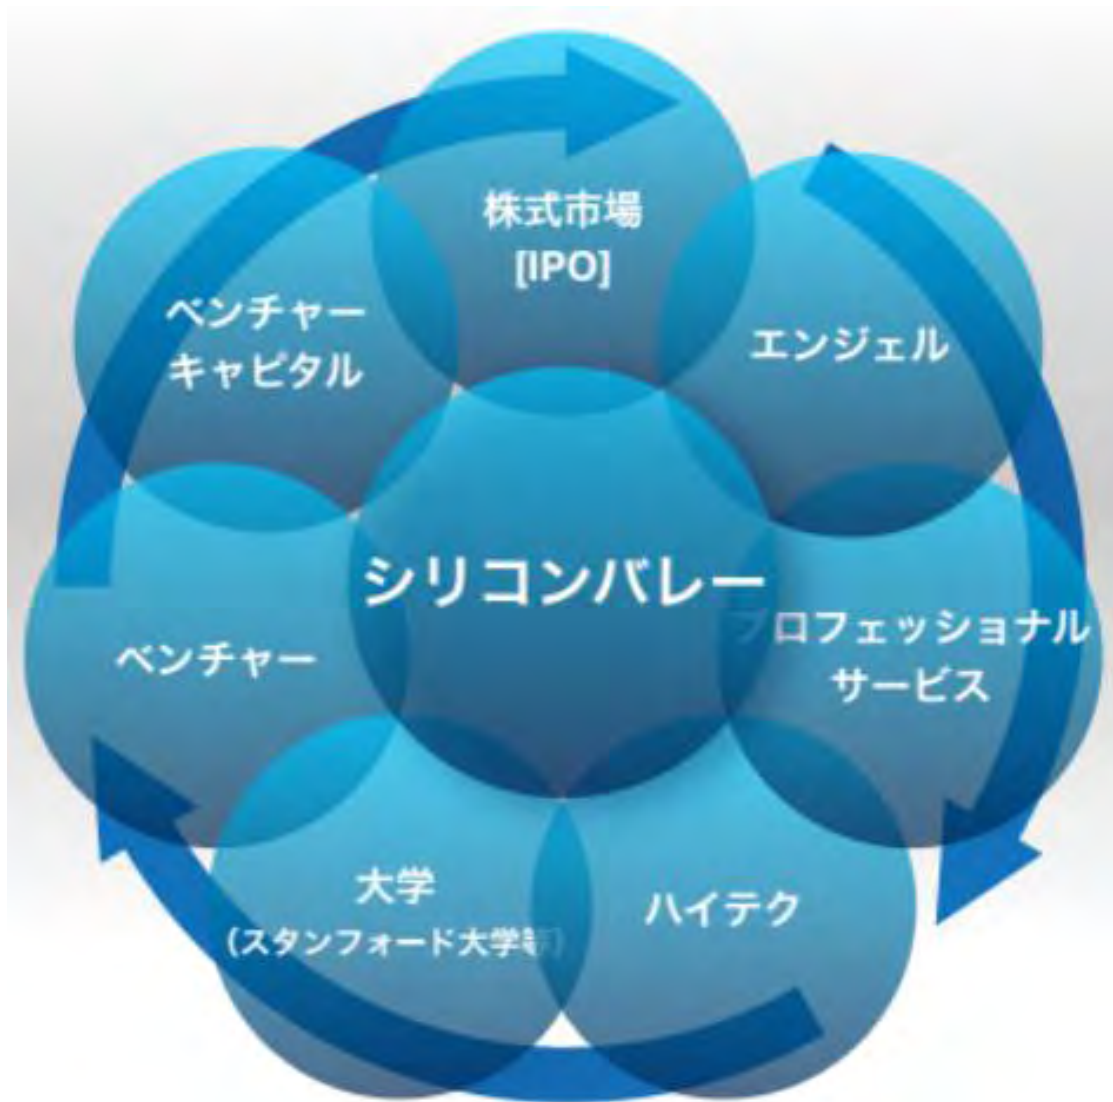 株式市場
[IPO]
エンジェル
プロフェッショナル
サービス
ハイテク
大学
（スタンフォード大学等）
ベンチャー
ベンチャー
キャピタル
シリコンバレー